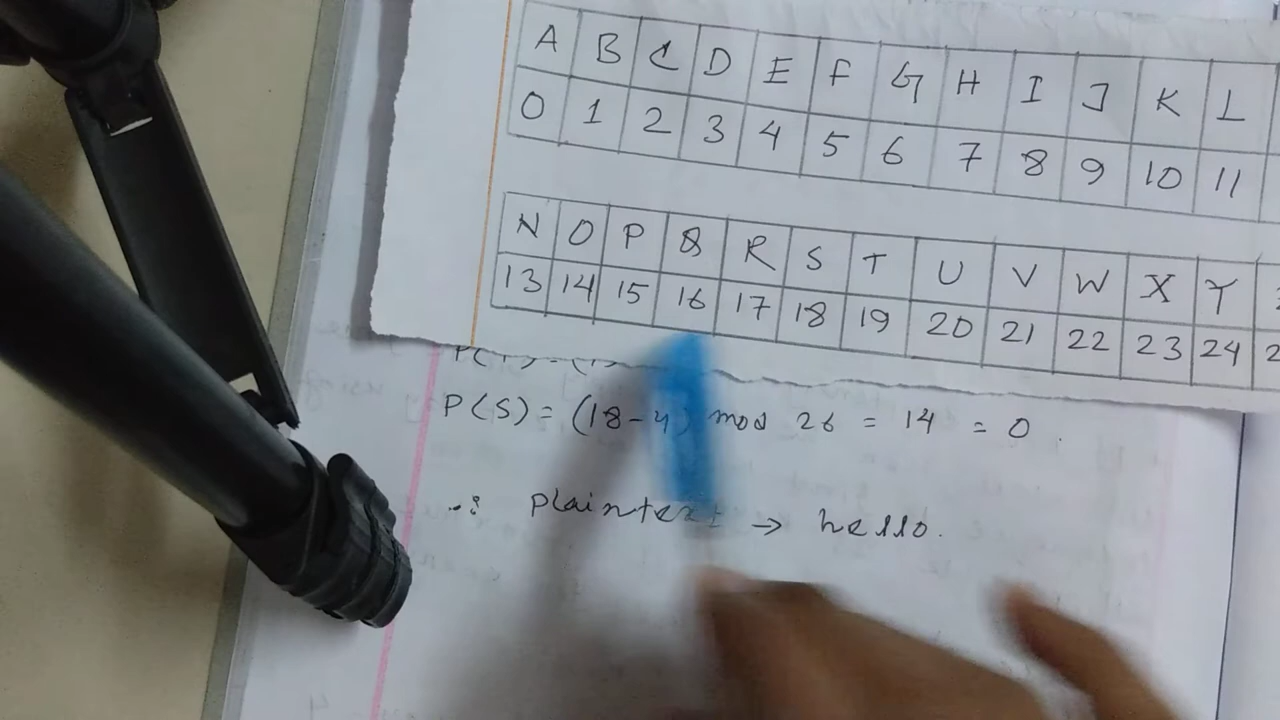 A B C D E F G H I J K L
0 1 2 3 4 5 6 7 8 9 10 11
N O P Q R S T U V W X Y
13 14 15 16 17 18 19 20 21 22 23 24
P(S) = (18-4) mod 26 = 14 = 0.
∴ plaintext → hello.